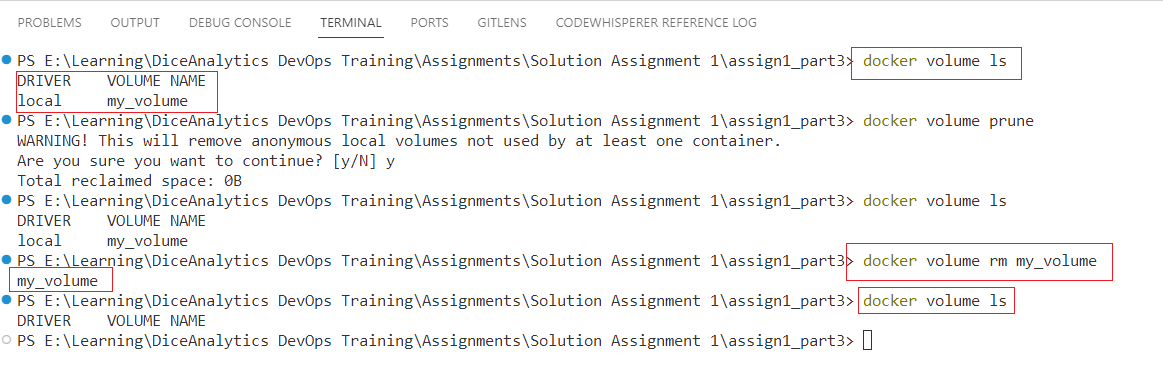 PROBLEMS OUTPUT DEBUG CONSOLE TERMINAL PORTS GITLENS CODEWHISPERER REFERENCE LOG
PS E:\Learning\DiceAnalytics DevOps Training\Assignments\Solution Assignment 1\assign1_part3> docker volume ls
DRIVER    VOLUME NAME
local     my_volume
PS E:\Learning\DiceAnalytics DevOps Training\Assignments\Solution Assignment 1\assign1_part3> docker volume prune
WARNING! This will remove anonymous local volumes not used by at least one container.
Are you sure you want to continue? [y/N] y
Total reclaimed space: 0B
PS E:\Learning\DiceAnalytics DevOps Training\Assignments\Solution Assignment 1\assign1_part3> docker volume ls
DRIVER    VOLUME NAME
local     my_volume
PS E:\Learning\DiceAnalytics DevOps Training\Assignments\Solution Assignment 1\assign1_part3> docker volume rm my_volume
my_volume
PS E:\Learning\DiceAnalytics DevOps Training\Assignments\Solution Assignment 1\assign1_part3> docker volume ls
DRIVER    VOLUME NAME
PS E:\Learning\DiceAnalytics DevOps Training\Assignments\Solution Assignment 1\assign1_part3>